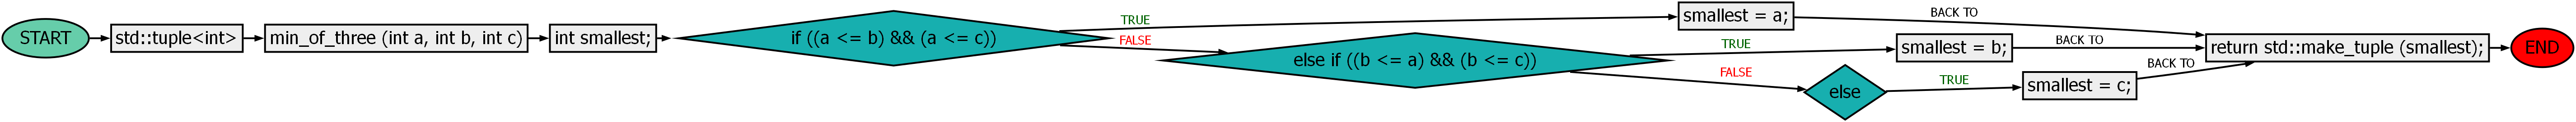 START
std::tuple<int>
min_of_three (int a, int b, int c)
int smallest;
if ((a <= b) && (a <= c))
TRUE
smallest = a;
BACK TO
FALSE
else if ((b <= a) && (b <= c))
TRUE
smallest = b;
BACK TO
FALSE
else
TRUE
smallest = c;
BACK TO
return std::make_tuple (smallest);
END